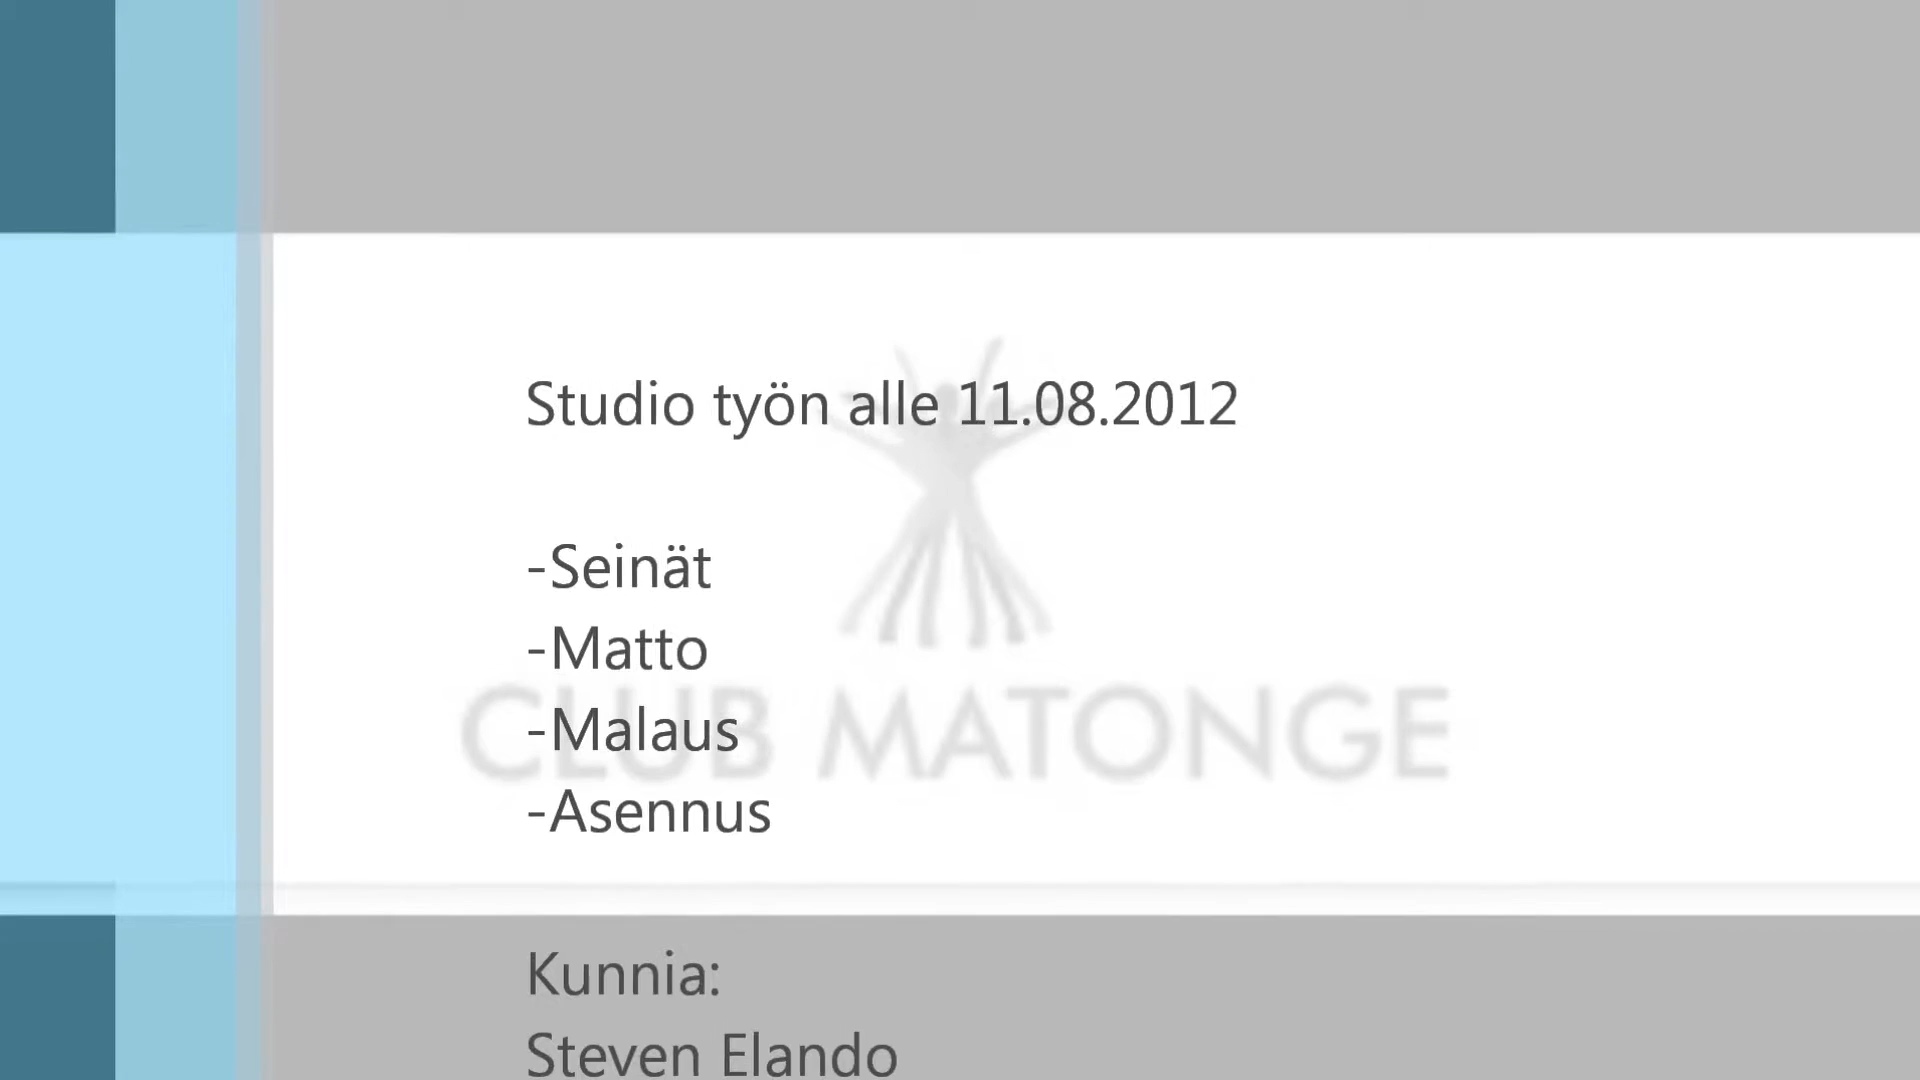 Studio työn alle 11.08.2012
-Seinät
-Matto
-Malaus
-Asennus
CLUB MATONGE
Kunnia:
Steven Elando